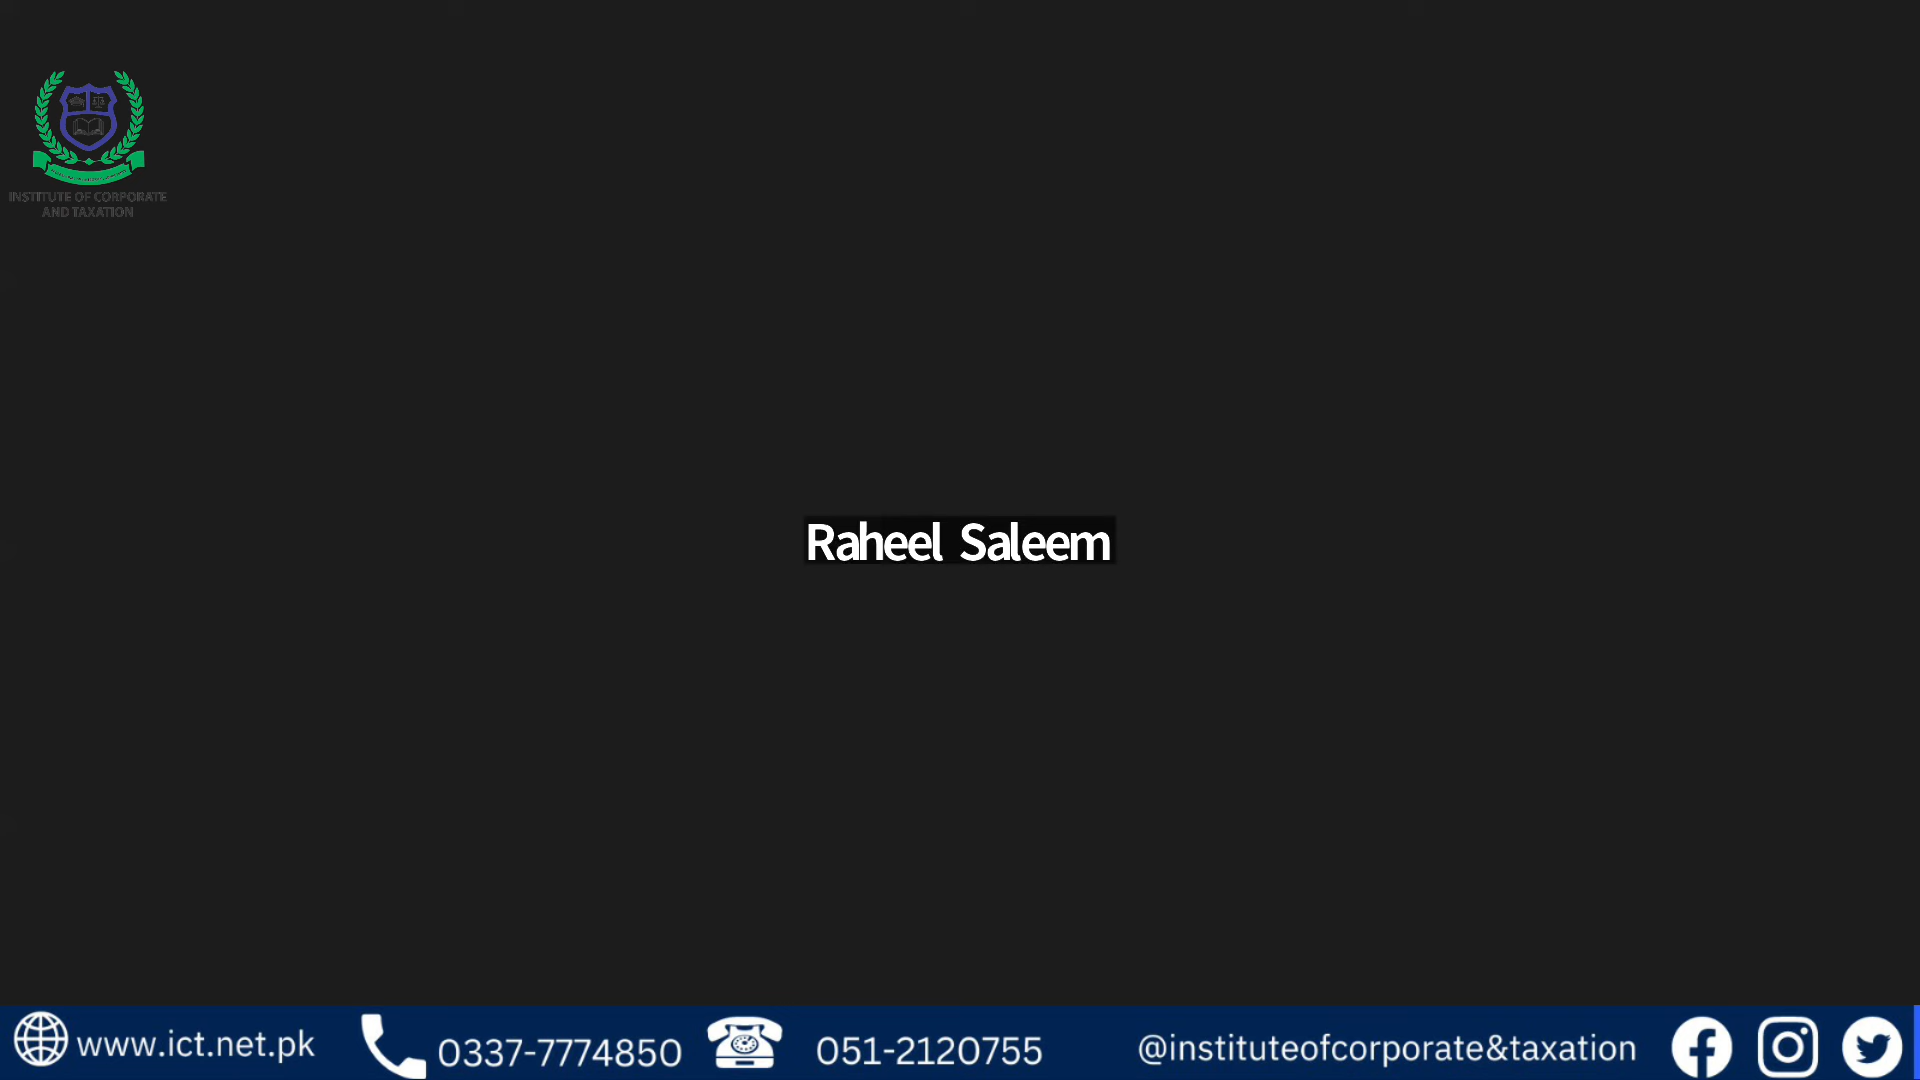 INSTITUTE OF CORPORATE
AND TAXATION
Raheel Saleem
www.ict.net.pk
0337-7774850
051-2120755
@instituteofcorporate&taxation